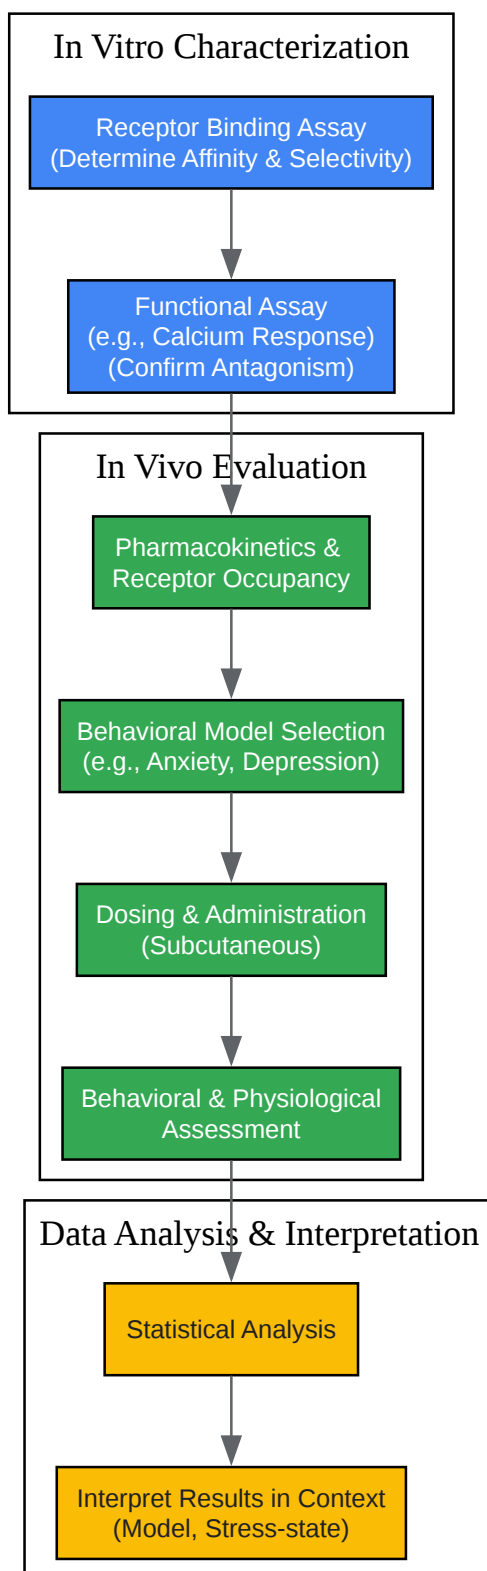 In Vitro Characterization
Receptor Binding Assay
(Determine Affinity & Selectivity)
Functional Assay
(e.g., Calcium Response)
(Confirm Antagonism)
In Vivo Evaluation
Pharmacokinetics &
Receptor Occupancy
Behavioral Model Selection
(e.g., Anxiety, Depression)
Dosing & Administration
(Subcutaneous)
Behavioral & Physiological
Assessment
Data Analysis & Interpretation
Statistical Analysis
Interpret Results in Context
(Model, Stress-state)